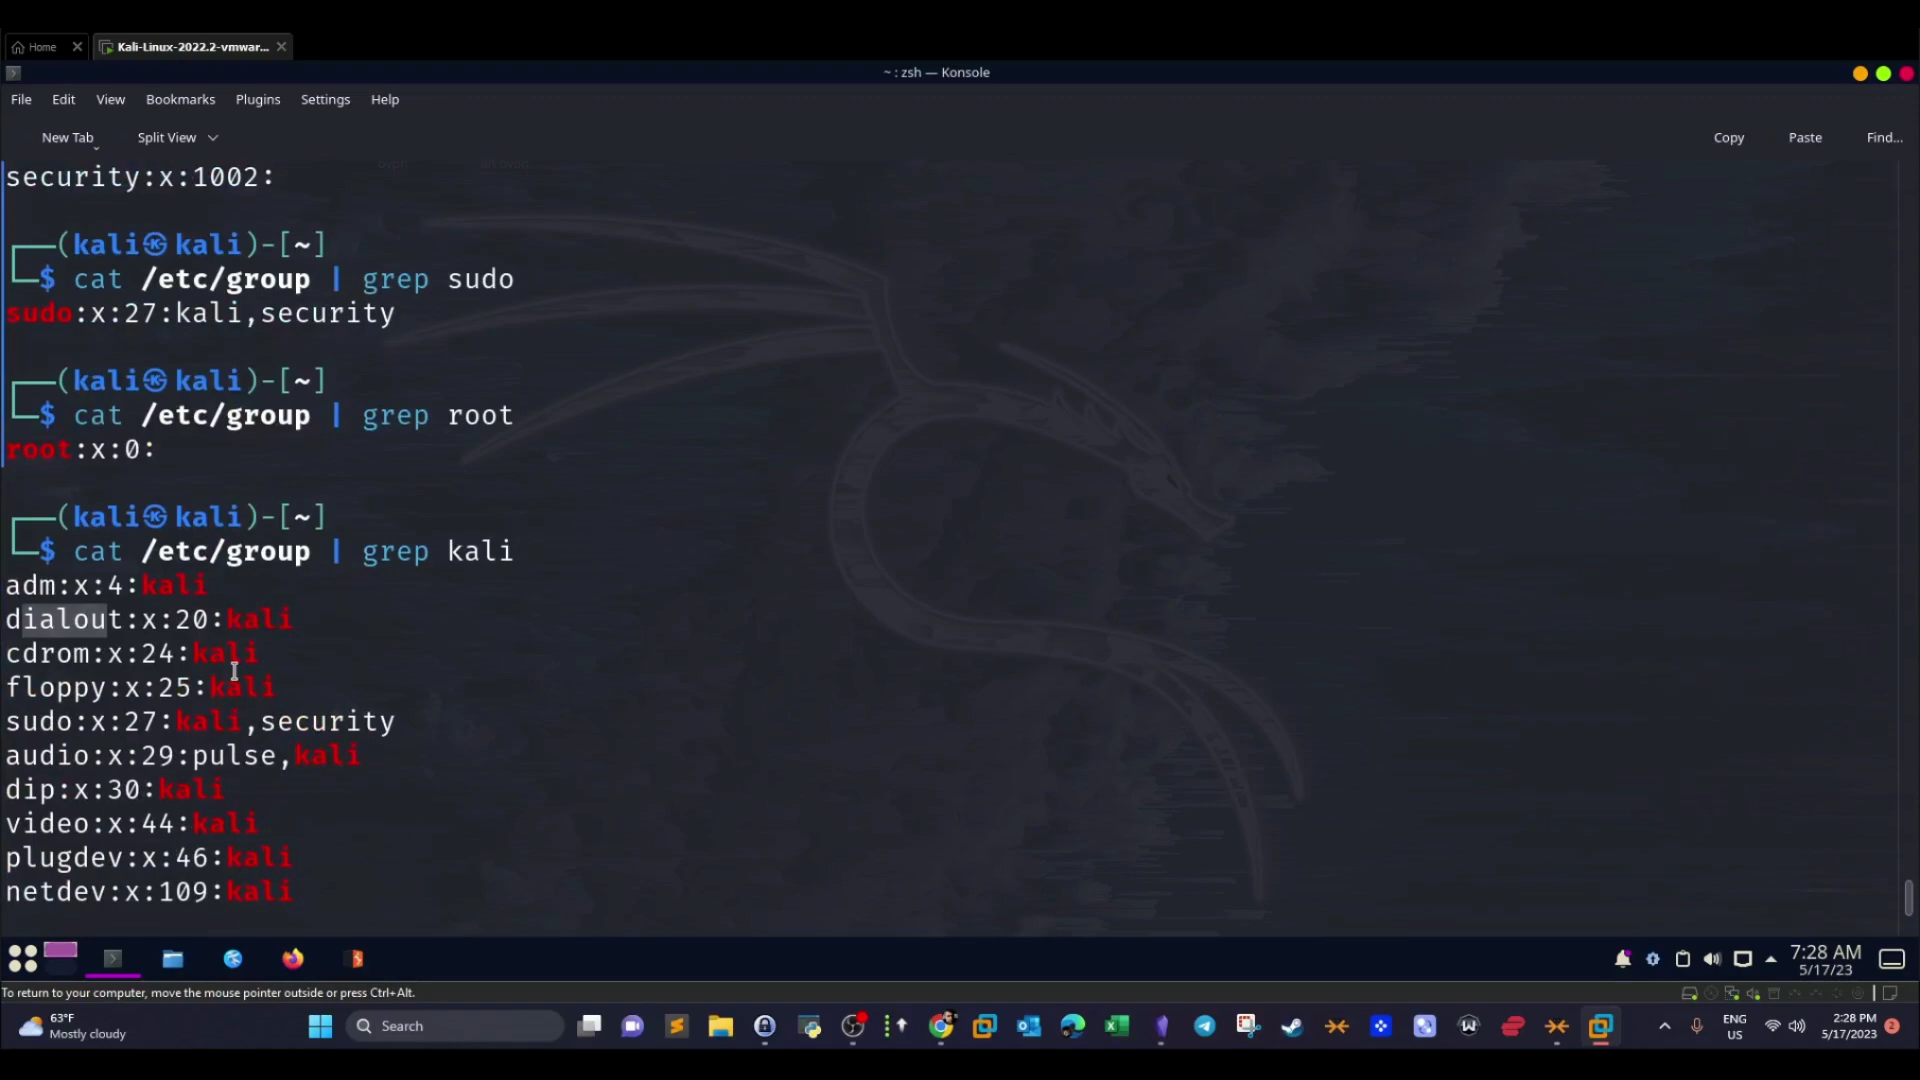 Home
Kali-Linux-2022.2-vmwar...
~ : zsh — Konsole
File Edit View Bookmarks Plugins Settings Help
New Tab Split View Copy Paste Find...
security:x:1002:
┌──(kali㉿kali)-[~]
└─$ cat /etc/group | grep sudo
sudo:x:27:kali,security
┌──(kali㉿kali)-[~]
└─$ cat /etc/group | grep root
root:x:0:
┌──(kali㉿kali)-[~]
└─$ cat /etc/group | grep kali
adm:x:4:kali
dialout:x:20:kali
cdrom:x:24:kali
floppy:x:25:kali
sudo:x:27:kali,security
audio:x:29:pulse,kali
dip:x:30:kali
video:x:44:kali
plugdev:x:46:kali
netdev:x:109:kali
7:28 AM
5/17/23
To return to your computer, move the mouse pointer outside or press Ctrl+Alt.
63°F
Mostly cloudy
Search
ENG
US
2:28 PM
5/17/2023
2